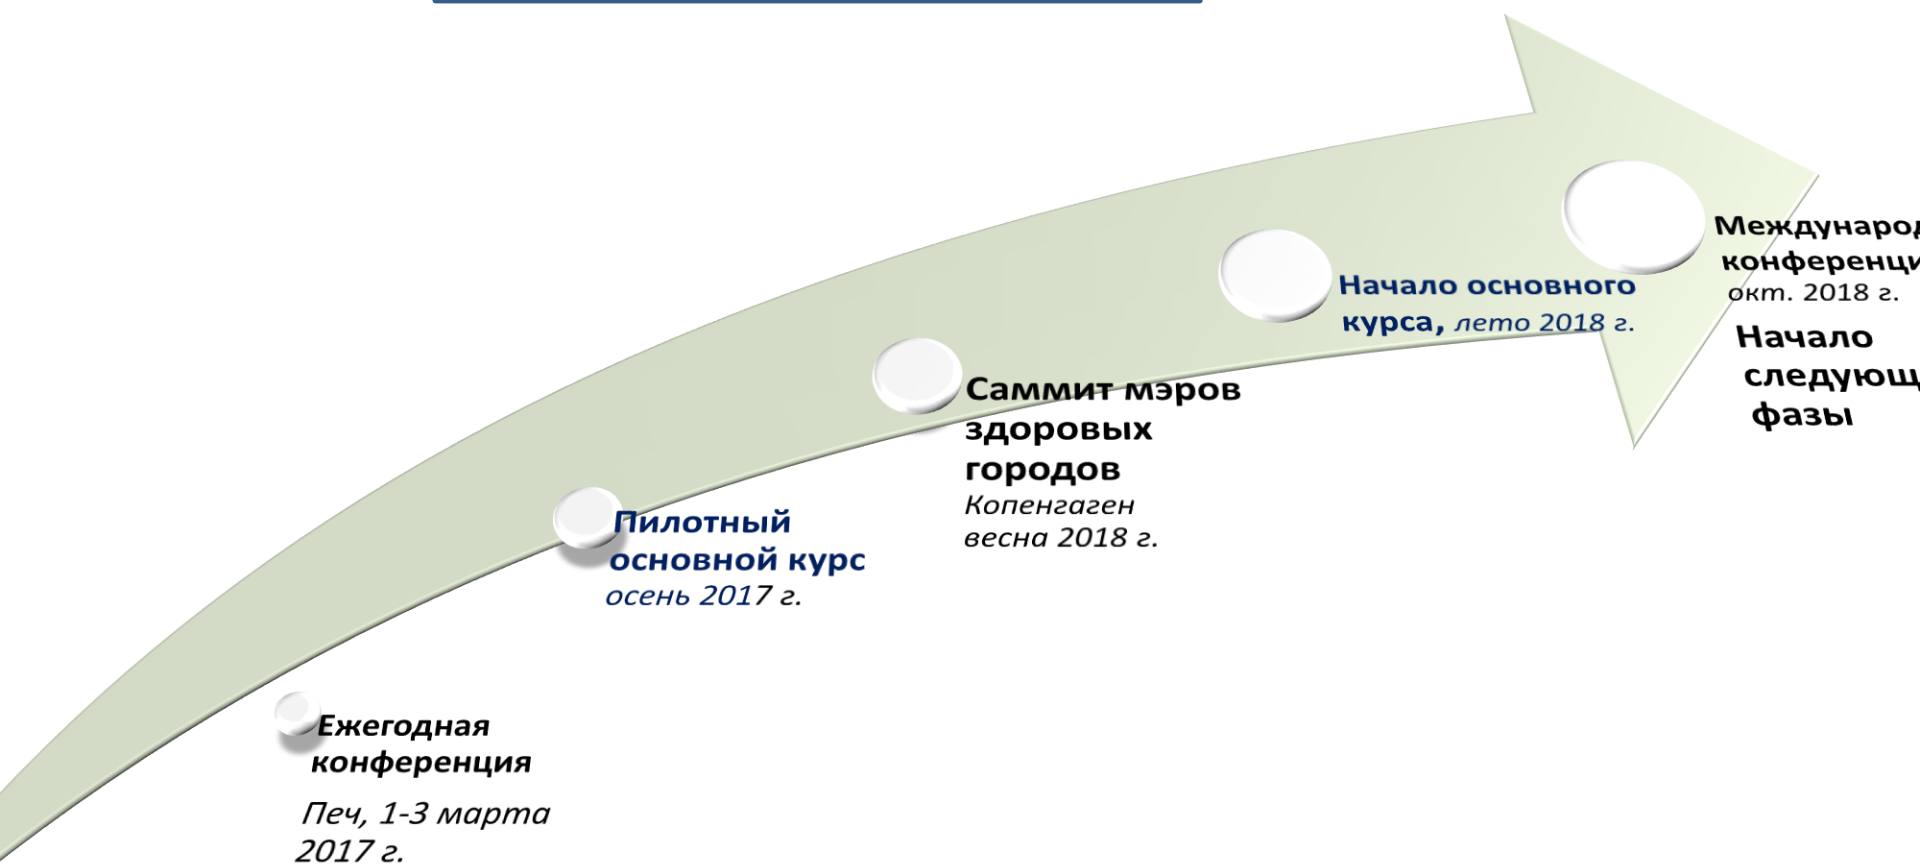 Ежегодная
конференция
Печ, 1-3 марта
2017 г.
Пилотный
основной курс
осень 2017 г.
Саммит мэров
здоровых
городов
Копенгаген
весна 2018 г.
Начало основного
курса, лето 2018 г.
окт. 2018 г.
Начало
фазы